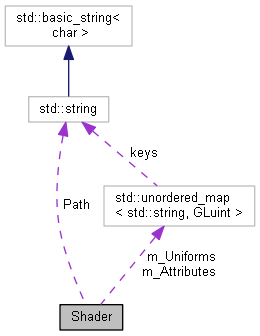 std::basic_string<
char >
std::string
keys
Path
std::unordered_map
< std::string, GLuint >
m_Uniforms
m_Attributes
Shader